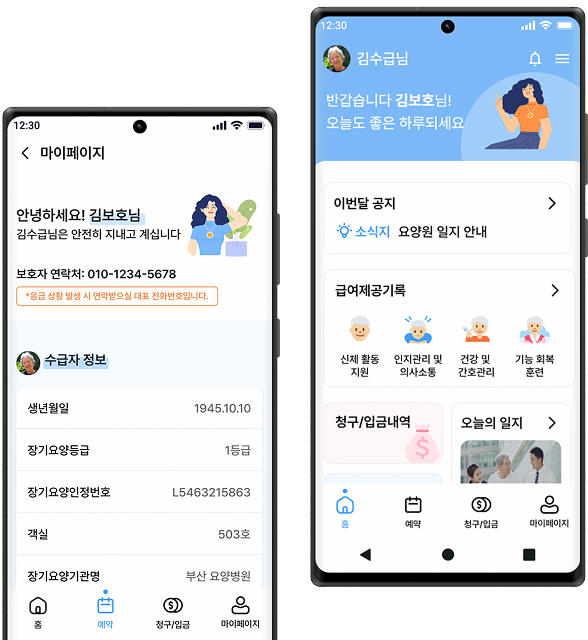 12:30
마이페이지
안녕하세요! 김보호님
김수급님은 안전히 지내고 계십니다
보호자 연락처: 010-1234-5678
*응급 상황 발생 시 연락받으실 대표 전화번호입니다.
수급자 정보
생년월일 1945.10.10
장기요양등급 1등급
장기요양인정번호 L5463215863
객실 503호
장기요양기관명 부산 요양병원
홈 예약 청구/입금 마이페이지
12:30
김수급님
반갑습니다 김보호님!
오늘도 좋은 하루되세요
이번달 공지
소식지 요양원 일지 안내
급여제공기록
신체 활동 지원
인지관리 및 의사소통
건강 및 간호관리
기능 회복 훈련
청구/입금내역
오늘의 일지
홈 예약 청구/입금 마이페이지